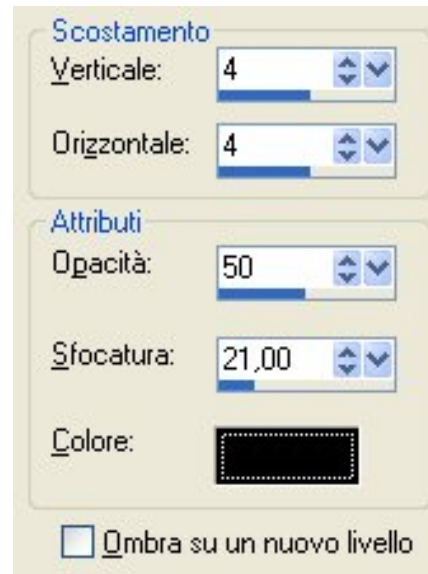 Scostamento
Verticale: 4
Orizzontale: 4
Attributi
Opacità: 50
Sfocatura: 21,00
Colore:
Ombra su un nuovo livello